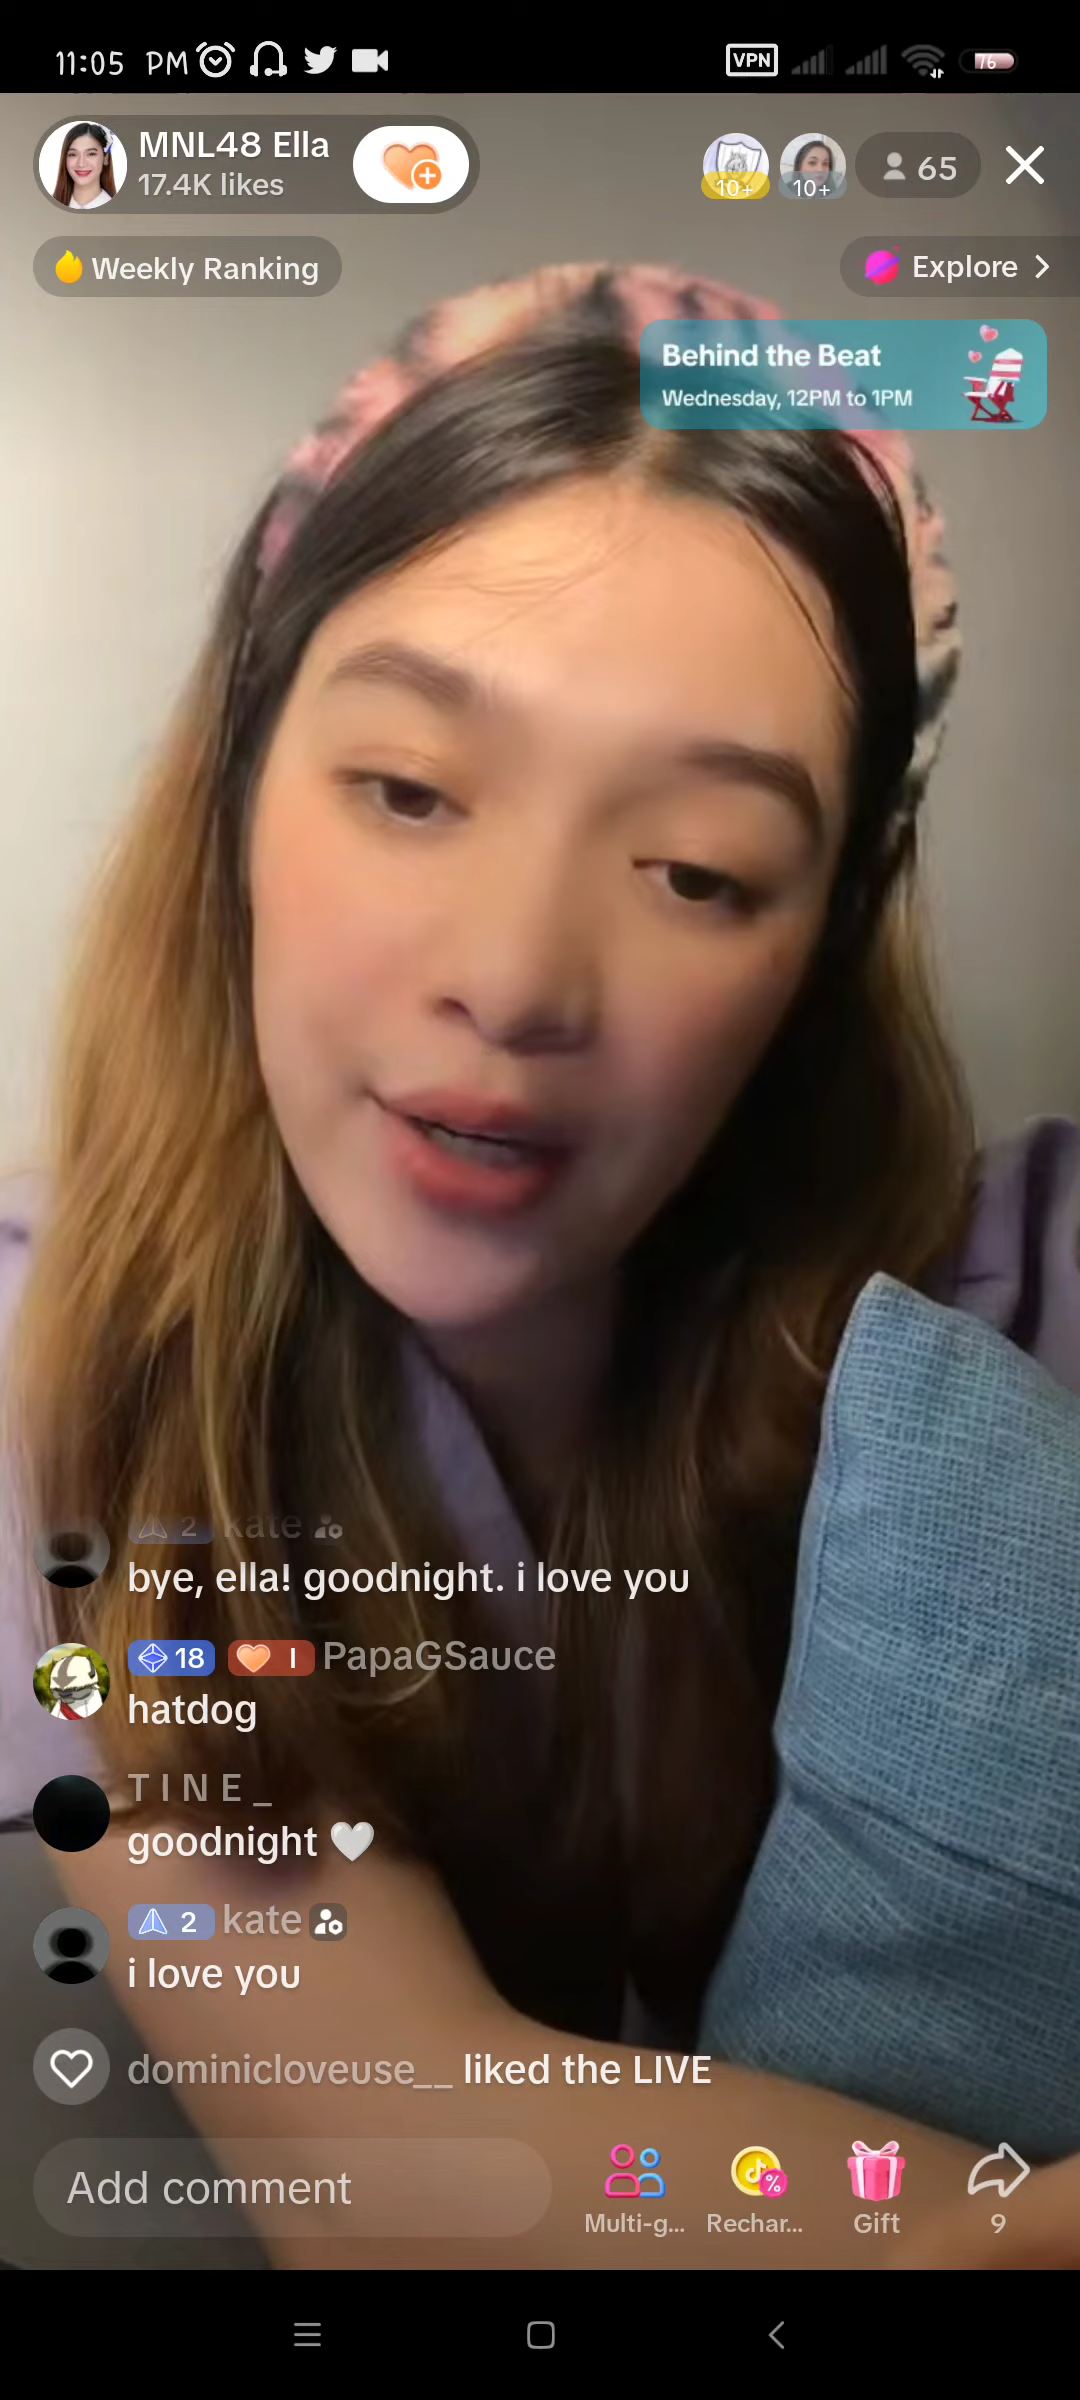 11:05 PM
VPN
76
MNL48 Ella
17.4K likes
10+
10+
65
Weekly Ranking
Explore
Behind the Beat
Wednesday, 12PM to 1PM
2 kate
bye, ella! goodnight. i love you
18 I PapaGSauce
hatdog
T I N E _
goodnight 🤍
2 kate
i love you
dominicloveuse__ liked the LIVE
Add comment
Multi-g...
Rechar...
Gift
9